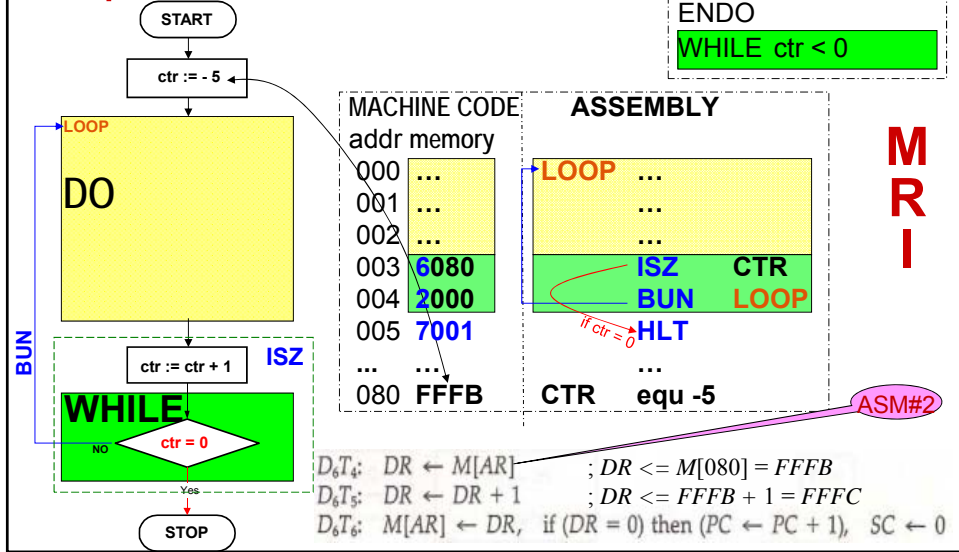 START
ctr := - 5
LOOP
DO
BUN
ctr := ctr + 1
ISZ
WHILE
ctr = 0
NO
Yes
STOP
ENDO
WHILE ctr < 0
MACHINE CODE ASSEMBLY
addr memory
000 ... LOOP ...
001 ... ...
002 ... ...
003 6080 ISZ CTR
004 2000 BUN LOOP
if ctr = 0
005 7001 HLT
... ... ...
080 FFFB CTR equ -5
M
R
I
ASM#2
D₆T₄: DR ← M[AR] ; DR <= M[080] = FFFB
D₆T₅: DR ← DR + 1 ; DR <= FFFB + 1 = FFFC
D₆T₆: M[AR] ← DR, if (DR = 0) then (PC ← PC + 1), SC ← 0